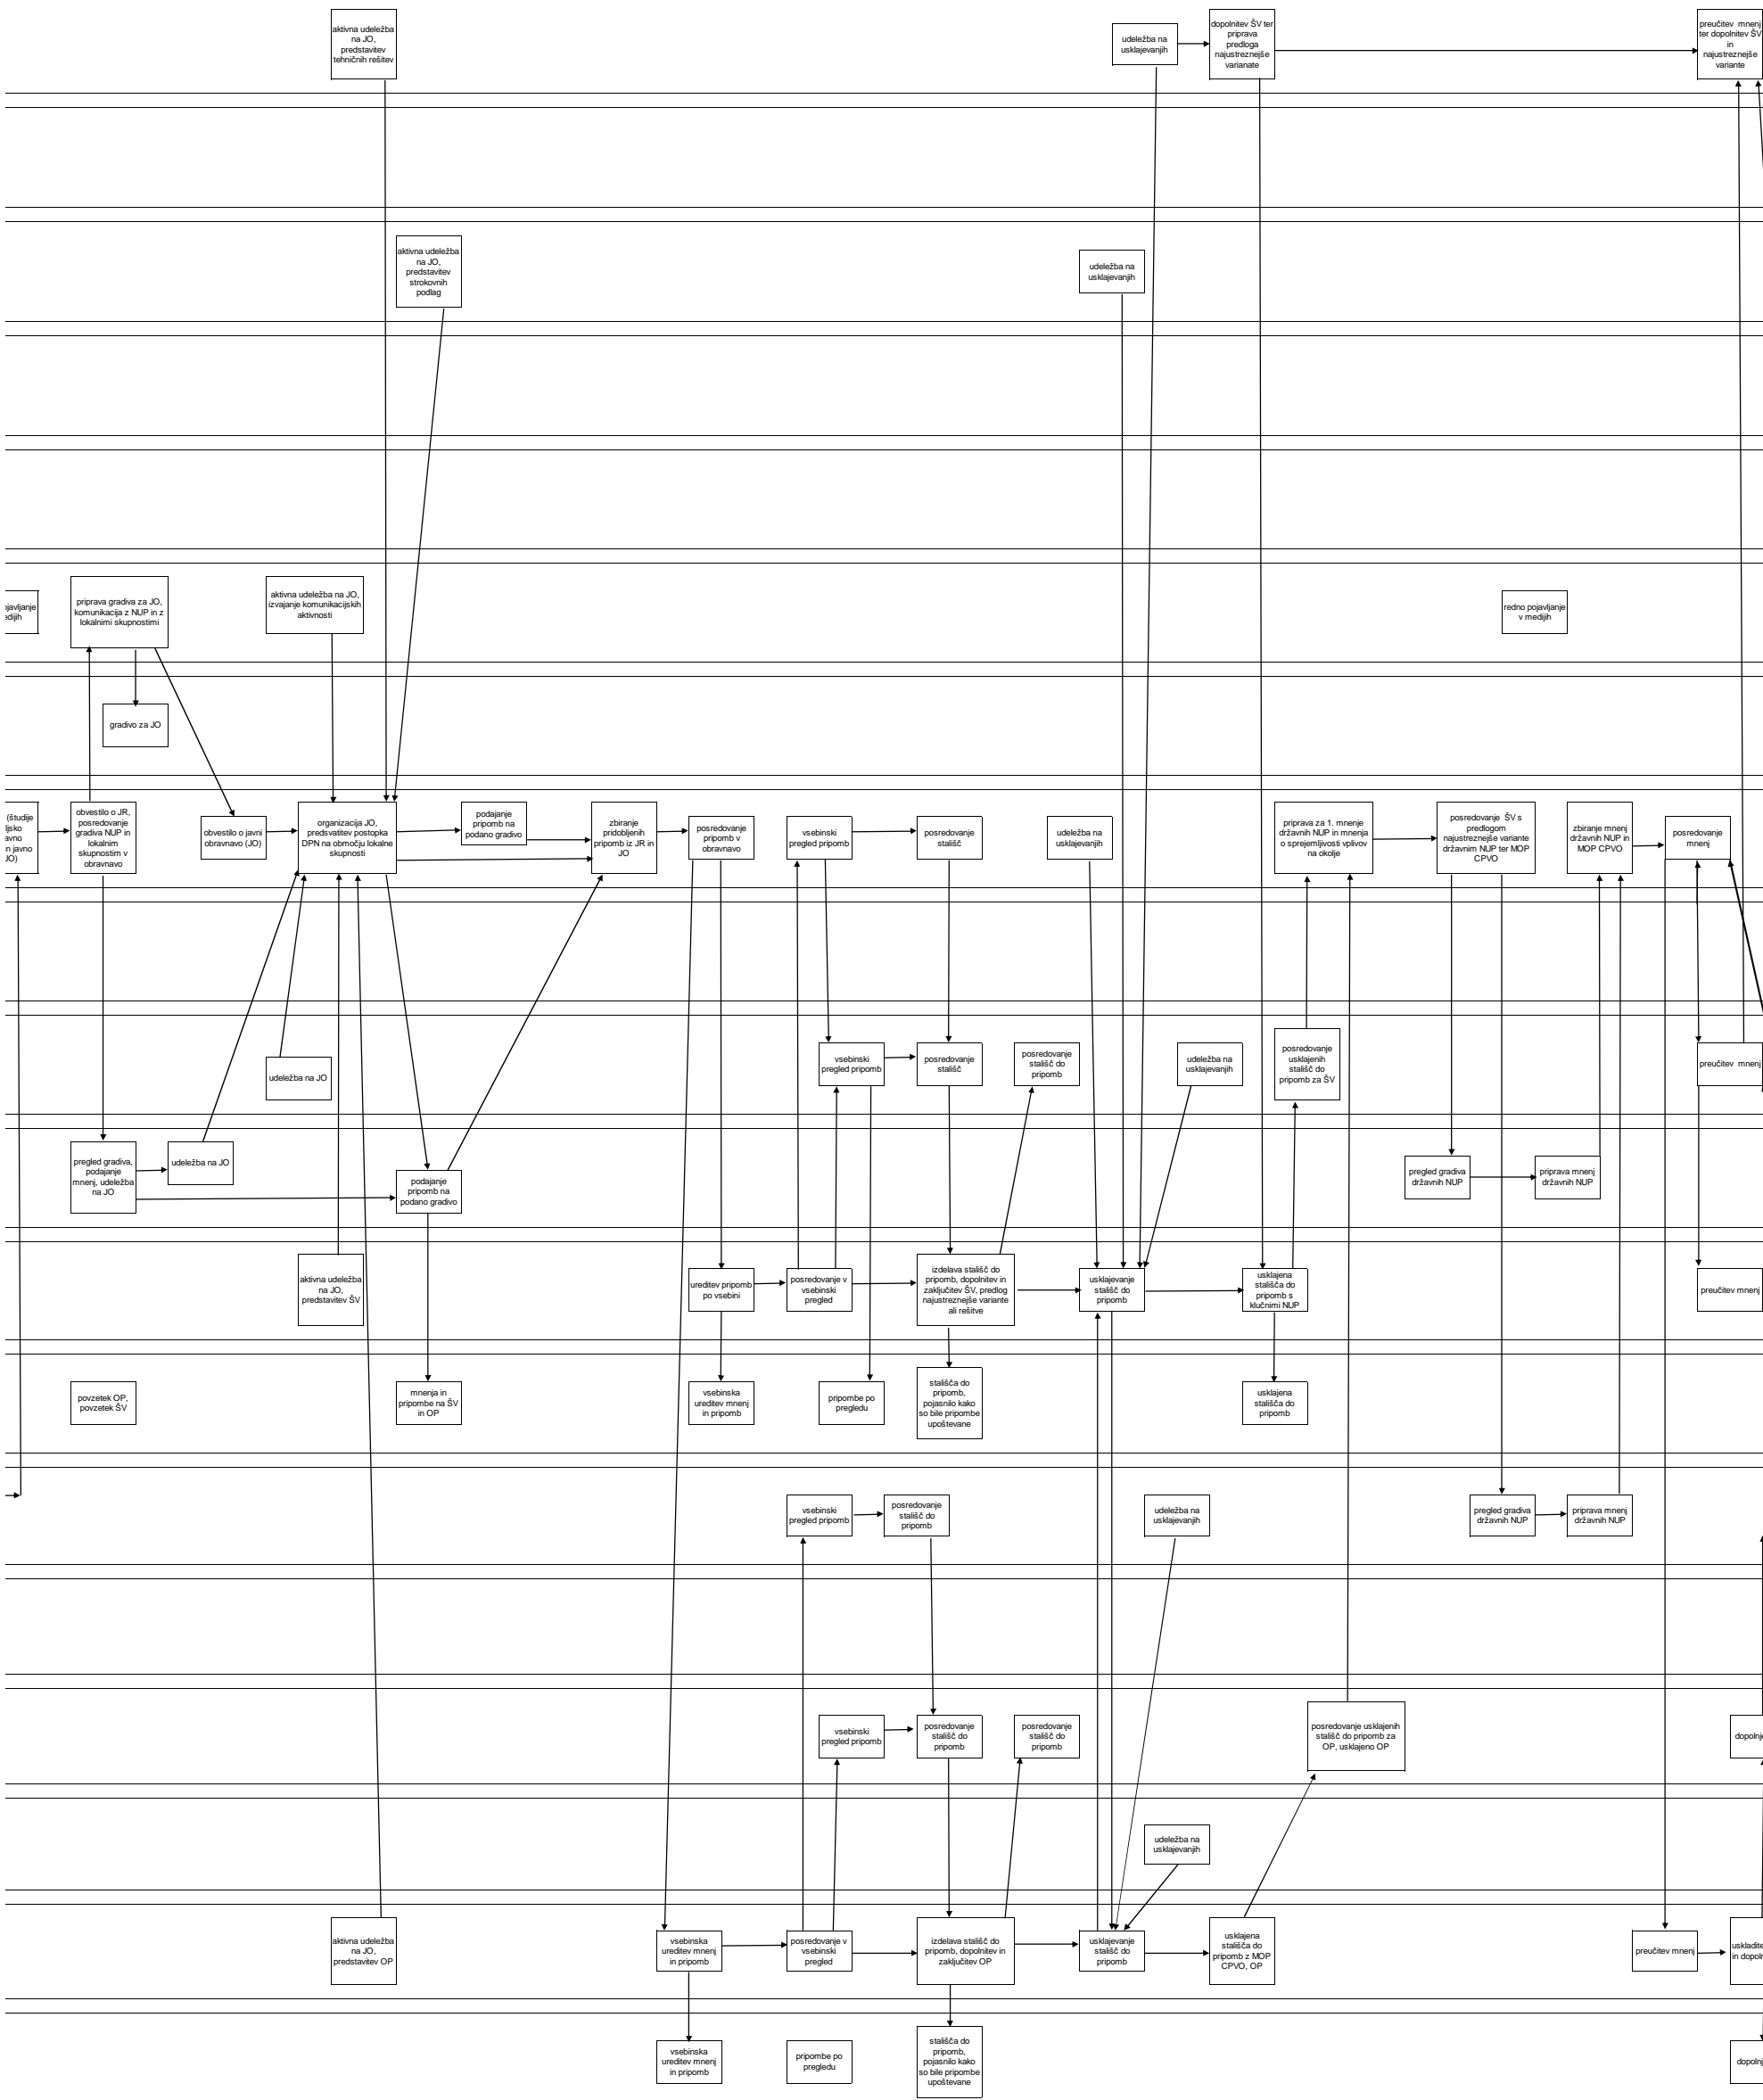 aktivna udeležba
na JO,
predstavitev
tehničnih rešitev
udeležba na
usklajevanjih
dopolnitev ŠV ter
priprava
predloga
najustreznejše
varianate
preučitev mnenj
ter dopolnitev ŠV
in
najustreznejše
variante
aktivna udeležba
na JO,
predstavitev
strokovnih
podlag
udeležba na
usklajevanjih
ojavljanje
edijih
priprava gradiva za JO,
komunikacija z NUP in z
lokalnimi skupnostimi
aktivna udeležba na JO,
izvajanje komunikacijskih
aktivnosti
redno pojavljanje
v medijih
gradivo za JO
(študije
ljsko
avno
n javno
JO)
obvestilo o JR,
posredovanje
gradiva NUP in
lokalnim
skupnostim v
obravnavo
obvestilo o javni
obravnavo (JO)
organizacija JO,
predsvatitev postopka
DPN na območju lokalne
skupnosti
podajanje
pripomb na
podano gradivo
zbiranje
pridobljenih
pripomb iz JR in
JO
posredovanje
pripomb v
obravnavo
vsebinski
pregled pripomb
posredovanje
stališč
udeležba na
usklajevanjih
priprava za 1. mnenje
državnih NUP in mnenja
o sprejemljivosti vplivov
na okolje
posredovanje ŠV s
predlogom
najustreznejše variante
državnim NUP ter MOP
CPVO
zbiranje mnenj
državnih NUP in
MOP CPVO
posredovanje
mnenj
udeležba na JO
vsebinski
pregled pripomb
posredovanje
stališč
posredovanje
stališč do
pripomb
udeležba na
usklajevanjih
posredovanje
usklajenih
stališč do
pripomb za ŠV
preučitev mnenj
pregled gradiva,
podajanje
mnenj, udeležba
na JO
udeležba na JO
podajanje
pripomb na
podano gradivo
pregled gradiva
državnih NUP
priprava mnenj
državnih NUP
aktivna udeležba
na JO,
predstavitev ŠV
ureditev pripomb
po vsebini
posredovanje v
vsebinski
pregled
izdelava stališč do
pripomb, dopolnitev in
zaključitev ŠV, predlog
najustreznejše variante
ali rešitve
usklajevanje
stališč do
pripomb
usklajena
stališča do
pripomb s
klučnimi NUP
preučitev mnenj
povzetek OP,
povzetek ŠV
mnenja in
pripombe na ŠV
in OP
vsebinska
ureditev mnenj
in pripomb
pripombe po
pregledu
stališča do
pripomb,
pojasnilo kako
so bile pripombe
upoštevane
usklajena
stališča do
pripomb
vsebinski
pregled pripomb
posredovanje
stališč do
pripomb
udeležba na
usklajevanjih
pregled gradiva
državnih NUP
priprava mnenj
državnih NUP
vsebinski
pregled pripomb
posredovanje
stališč do
pripomb
posredovanje
stališč do
pripomb
posredovanje usklajenih
stališč do pripomb za
OP, usklajeno OP
dopolnje
udeležba na
usklajevanjih
aktivna udeležba
na JO,
predstavitev OP
vsebinska
ureditev mnenj
in pripomb
posredovanje v
vsebinski
pregled
izdelava stališč do
pripomb, dopolnitev in
zaključitev OP
usklajevanje
stališč do
pripomb
usklajena
stališča do
pripomb z MOP
CPVO, OP
preučitev mnenj
uskladite
in dopoln
vsebinska
ureditev mnenj
in pripomb
pripombe po
pregledu
stališča do
pripomb,
pojasnilo kako
so bile pripombe
upoštevane
dopolnj